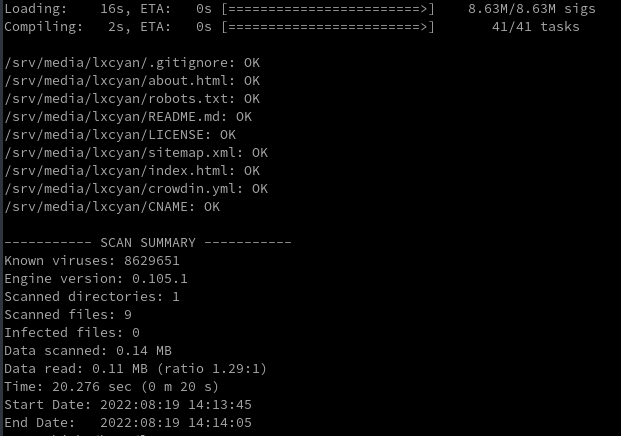 Loading:    16s, ETA:   0s [========================>]    8.63M/8.63M sigs
Compiling:   2s, ETA:   0s [========================>]       41/41 tasks
/srv/media/lxcyan/.gitignore: OK
/srv/media/lxcyan/about.html: OK
/srv/media/lxcyan/robots.txt: OK
/srv/media/lxcyan/README.md: OK
/srv/media/lxcyan/LICENSE: OK
/srv/media/lxcyan/sitemap.xml: OK
/srv/media/lxcyan/index.html: OK
/srv/media/lxcyan/crowdin.yml: OK
/srv/media/lxcyan/CNAME: OK
----------- SCAN SUMMARY -----------
Known viruses: 8629651
Engine version: 0.105.1
Scanned directories: 1
Scanned files: 9
Infected files: 0
Data scanned: 0.14 MB
Data read: 0.11 MB (ratio 1.29:1)
Time: 20.276 sec (0 m 20 s)
Start Date: 2022:08:19 14:13:45
End Date:   2022:08:19 14:14:05